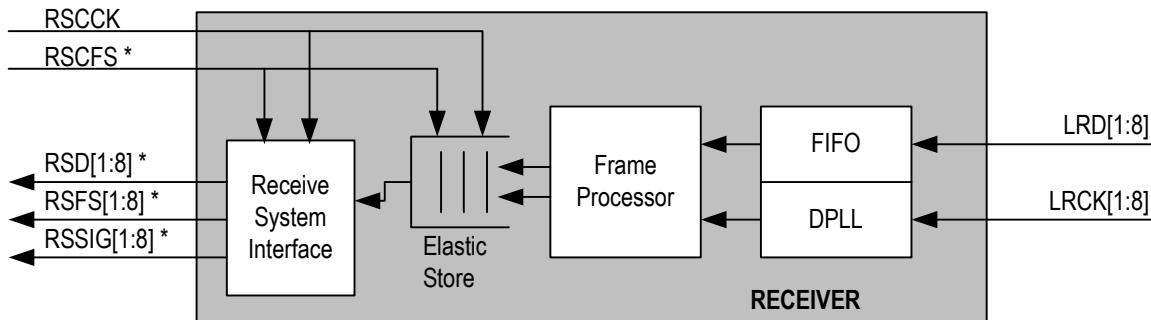 RSCCK
RSCFS *
RSD[1:8] *
RSFS[1:8] *
RSSIG[1:8] *
Receive
System
Interface
Elastic
Store
Frame
Processor
FIFO
DPLL
LRD[1:8]
LRCK[1:8]
RECEIVER